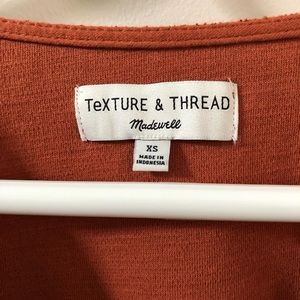 TeXTURE & THREAD
Madewell
XS
MADE IN
INDONESIA